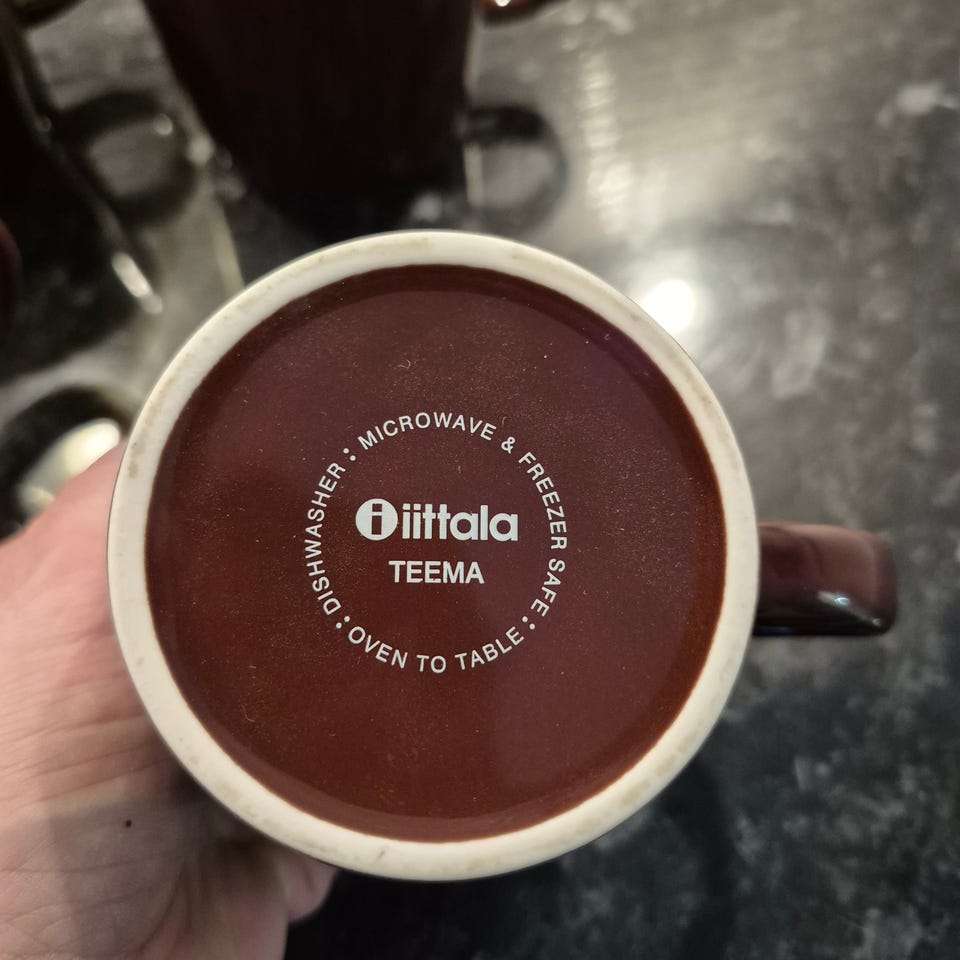 iittala
TEEMA
DISHWASHER : MICROWAVE & FREEZER SAFE : OVEN TO TABLE :